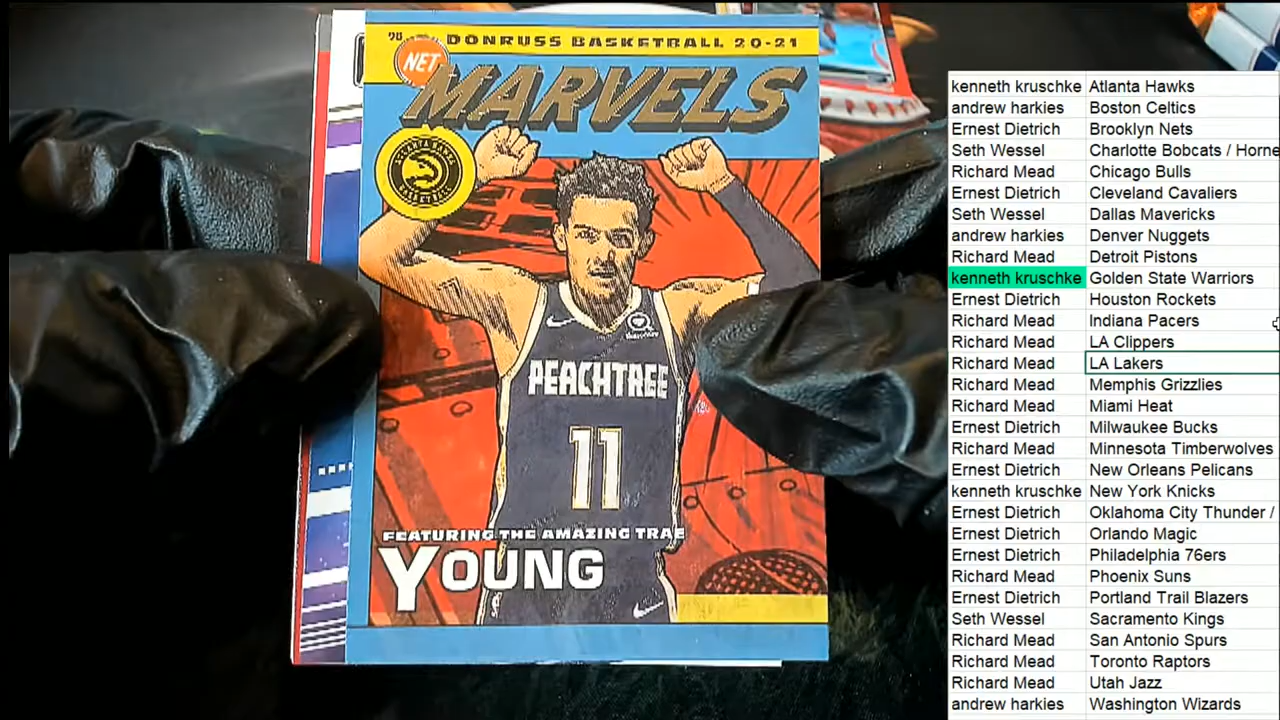 DONRUSS BASKETBALL 20-21
NET
MARVELS
ATLANTA HAWKS
BASKETBALL
PEACHTREE
11
FEATURING THE AMAZING TRAE
YOUNG
kenneth kruschke Atlanta Hawks
andrew harkies Boston Celtics
Ernest Dietrich Brooklyn Nets
Seth Wessel Charlotte Bobcats / Horne
Richard Mead Chicago Bulls
Ernest Dietrich Cleveland Cavaliers
Seth Wessel Dallas Mavericks
andrew harkies Denver Nuggets
Richard Mead Detroit Pistons
kenneth kruschke Golden State Warriors
Ernest Dietrich Houston Rockets
Richard Mead Indiana Pacers
Richard Mead LA Clippers
Richard Mead LA Lakers
Richard Mead Memphis Grizzlies
Richard Mead Miami Heat
Ernest Dietrich Milwaukee Bucks
Richard Mead Minnesota Timberwolves
Ernest Dietrich New Orleans Pelicans
kenneth kruschke New York Knicks
Ernest Dietrich Oklahoma City Thunder /
Ernest Dietrich Orlando Magic
Ernest Dietrich Philadelphia 76ers
Richard Mead Phoenix Suns
Ernest Dietrich Portland Trail Blazers
Seth Wessel Sacramento Kings
Richard Mead San Antonio Spurs
Richard Mead Toronto Raptors
Richard Mead Utah Jazz
andrew harkies Washington Wizards